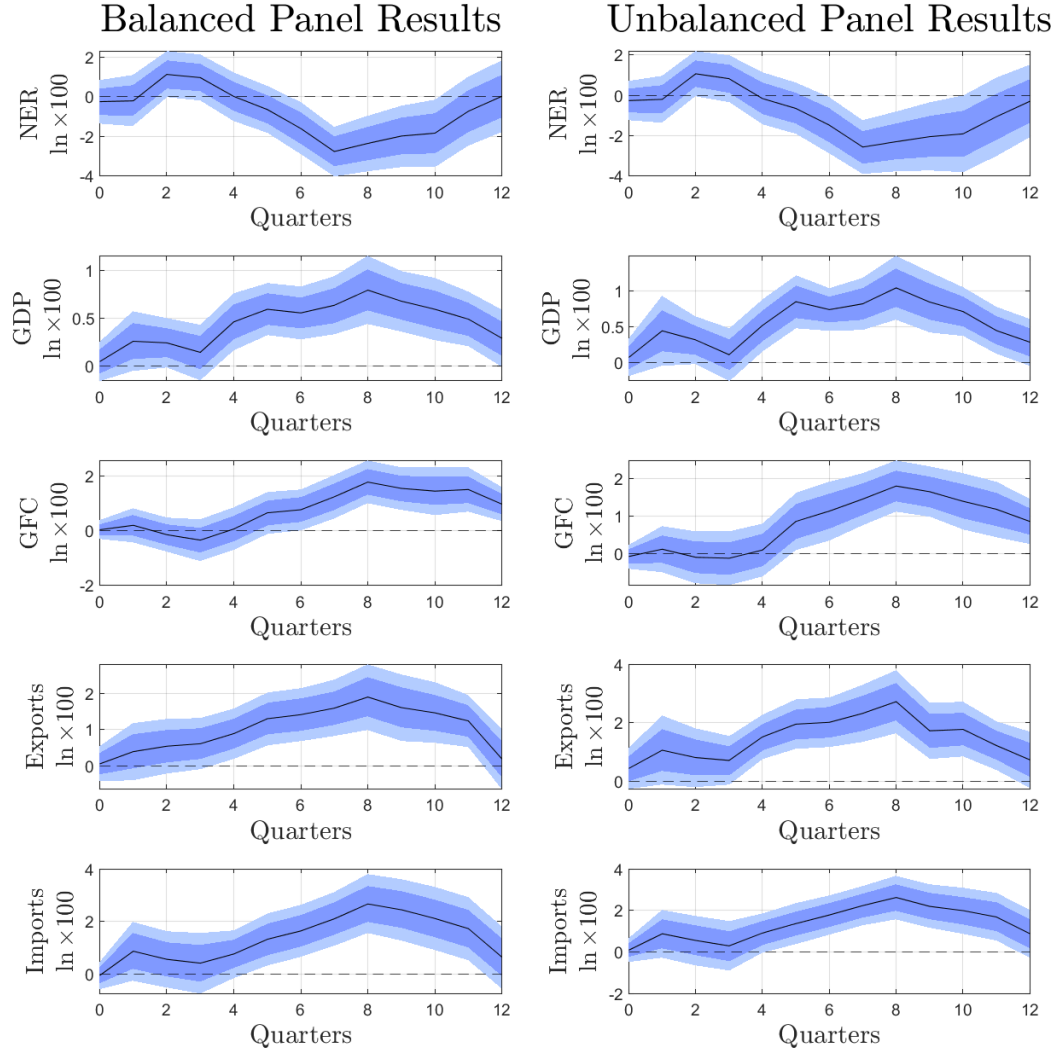 Balanced Panel Results
Unbalanced Panel Results
NER
ln ×100
2
0
-2
-4
0 2 4 6 8 10 12
Quarters
NER
ln ×100
2
0
-2
-4
0 2 4 6 8 10 12
Quarters
GDP
ln ×100
1
0.5
0
0 2 4 6 8 10 12
Quarters
GDP
ln ×100
1
0.5
0
0 2 4 6 8 10 12
Quarters
GFC
ln ×100
2
0
-2
0 2 4 6 8 10 12
Quarters
GFC
ln ×100
2
1
0
0 2 4 6 8 10 12
Quarters
Exports
ln ×100
2
1
0
0 2 4 6 8 10 12
Quarters
Exports
ln ×100
4
2
0
0 2 4 6 8 10 12
Quarters
Imports
ln ×100
4
2
0
0 2 4 6 8 10 12
Quarters
Imports
ln ×100
4
2
0
-2
0 2 4 6 8 10 12
Quarters